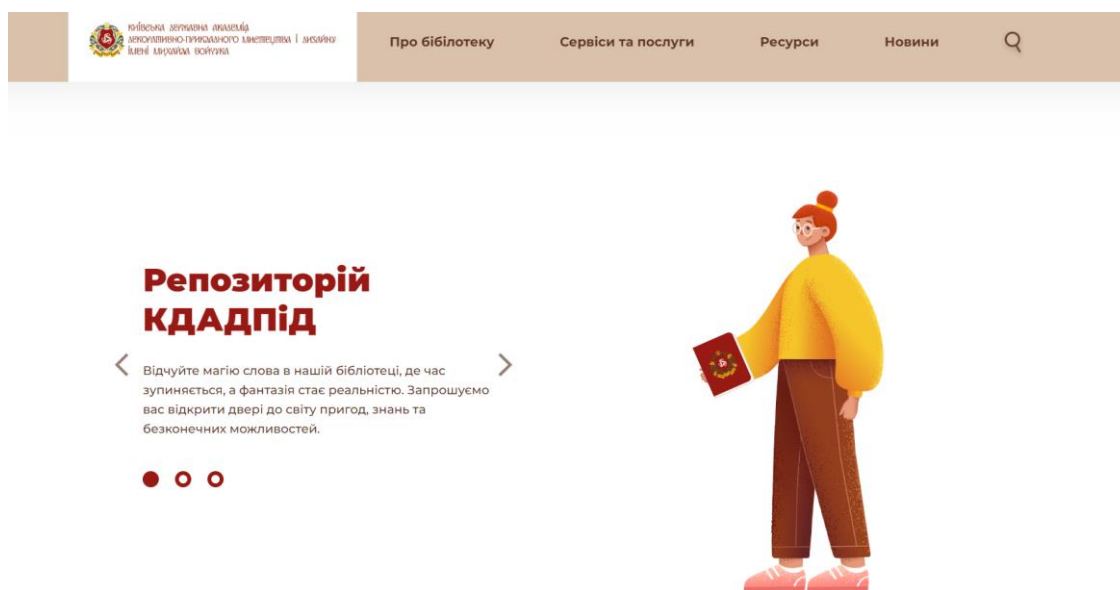 Київська державна академія
декоративно-прикладного мистецтва і дизайну
імені Михайла Бойчука
Про бібілотеку
Сервіси та послуги
Ресурси
Новини
Репозиторій
КДАДПіД
Відчуйте магію слова в нашій бібліотеці, де час
зупиняється, а фантазія стає реальністю. Запрошуємо
вас відкрити двері до світу пригод, знань та
безконечних можливостей.